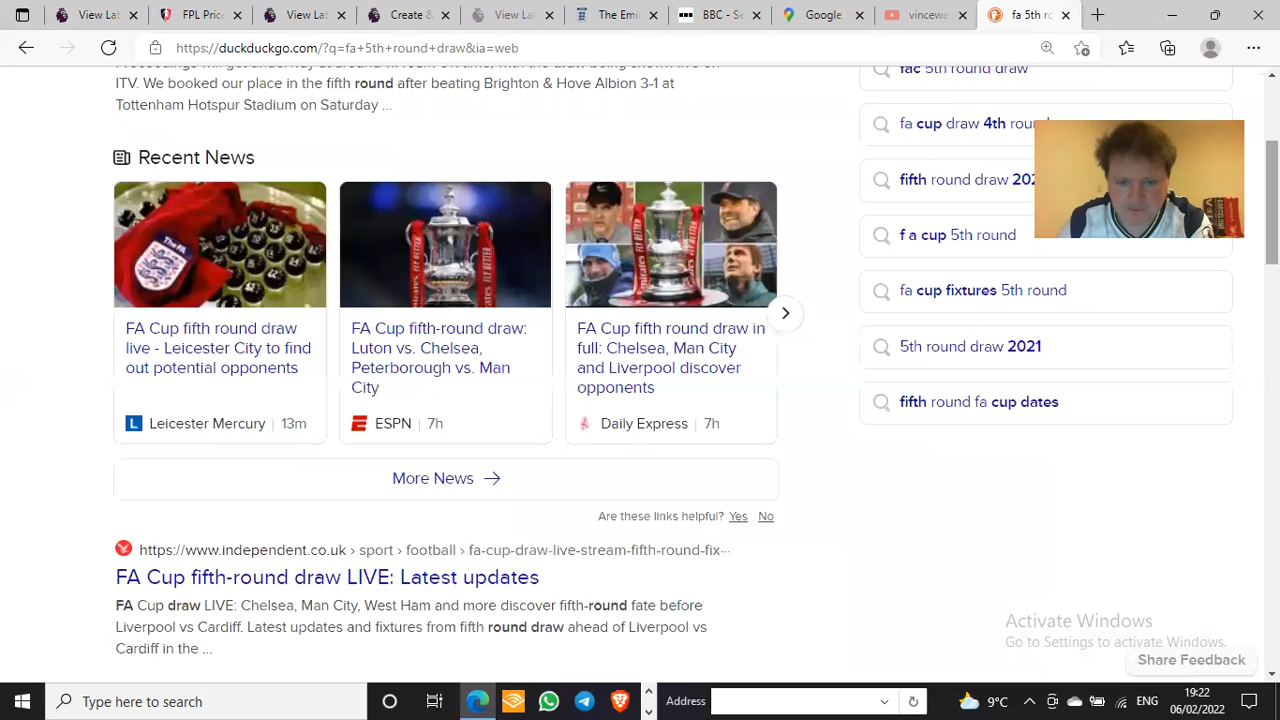 View Lat
FPL Price
View Lat
Create &
View Lat
The Em
BBC - Se
Google
vincewe
fa 5th ro
https://duckduckgo.com/?q=fa+5th+round+draw&ia=web
ITV. We booked our place in the fifth round after beating Brighton & Hove Albion 3-1 at
Tottenham Hotspur Stadium on Saturday ...
fac 5th round draw
fa cup draw 4th roun
fifth round draw 202
f a cup 5th round
fa cup fixtures 5th round
5th round draw 2021
fifth round fa cup dates
Recent News
FA Cup fifth round draw
live - Leicester City to find
out potential opponents
Leicester Mercury 13m
FA Cup fifth-round draw:
Luton vs. Chelsea,
Peterborough vs. Man
City
ESPN 7h
FA Cup fifth round draw in
full: Chelsea, Man City
and Liverpool discover
opponents
Daily Express 7h
More News →
Are these links helpful? Yes No
https://www.independent.co.uk › sport › football › fa-cup-draw-live-stream-fifth-round-fix...
FA Cup fifth-round draw LIVE: Latest updates
FA Cup draw LIVE: Chelsea, Man City, West Ham and more discover fifth-round fate before
Liverpool vs Cardiff. Latest updates and fixtures from fifth round draw ahead of Liverpool vs
Cardiff in the ...
Activate Windows
Go to Settings to activate Windows.
Share Feedback
Type here to search
Address
9°C
ENG
19:22
06/02/2022